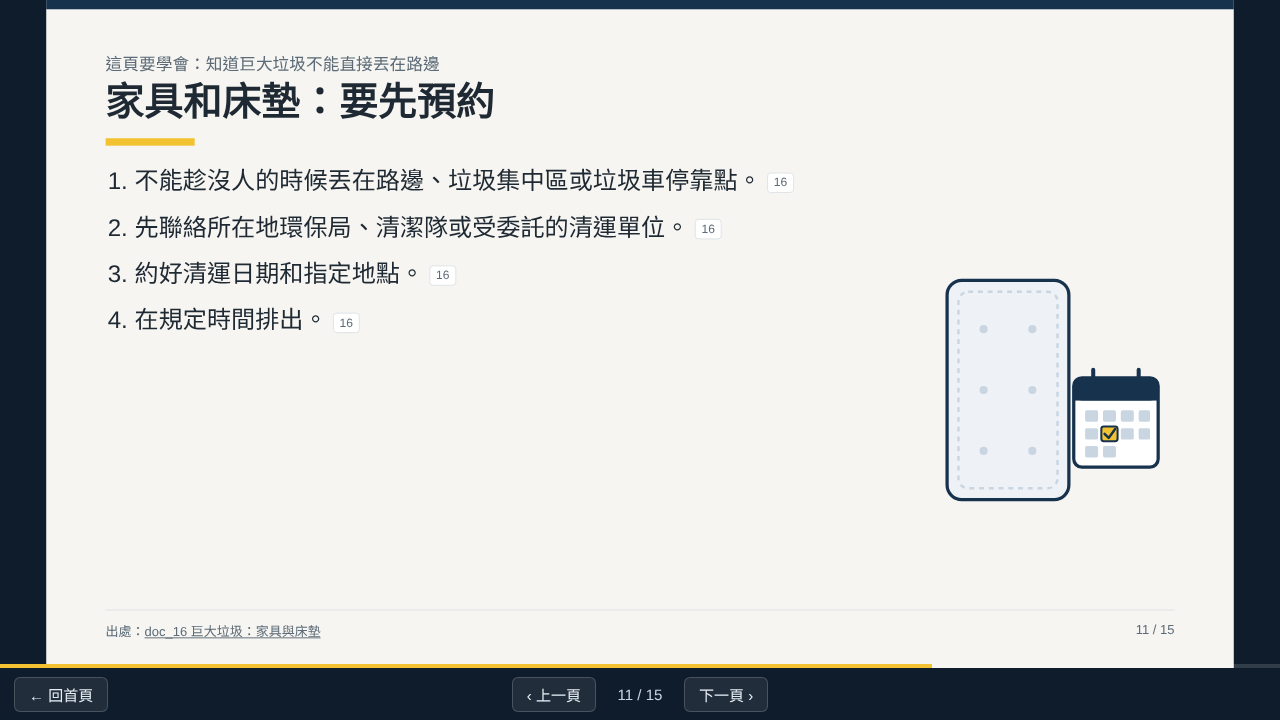 這頁要學會：知道巨大垃圾不能直接丟在路邊
家具和床墊：要先預約
1. 不能趁沒人的時候丟在路邊、垃圾集中區或垃圾車停靠點。 16
2. 先聯絡所在地環保局、清潔隊或受委託的清運單位。 16
3. 約好清運日期和指定地點。 16
4. 在規定時間排出。 16
出處：doc_16 巨大垃圾：家具與床墊
11 / 15
← 回首頁
‹ 上一頁
11 / 15
下一頁 ›